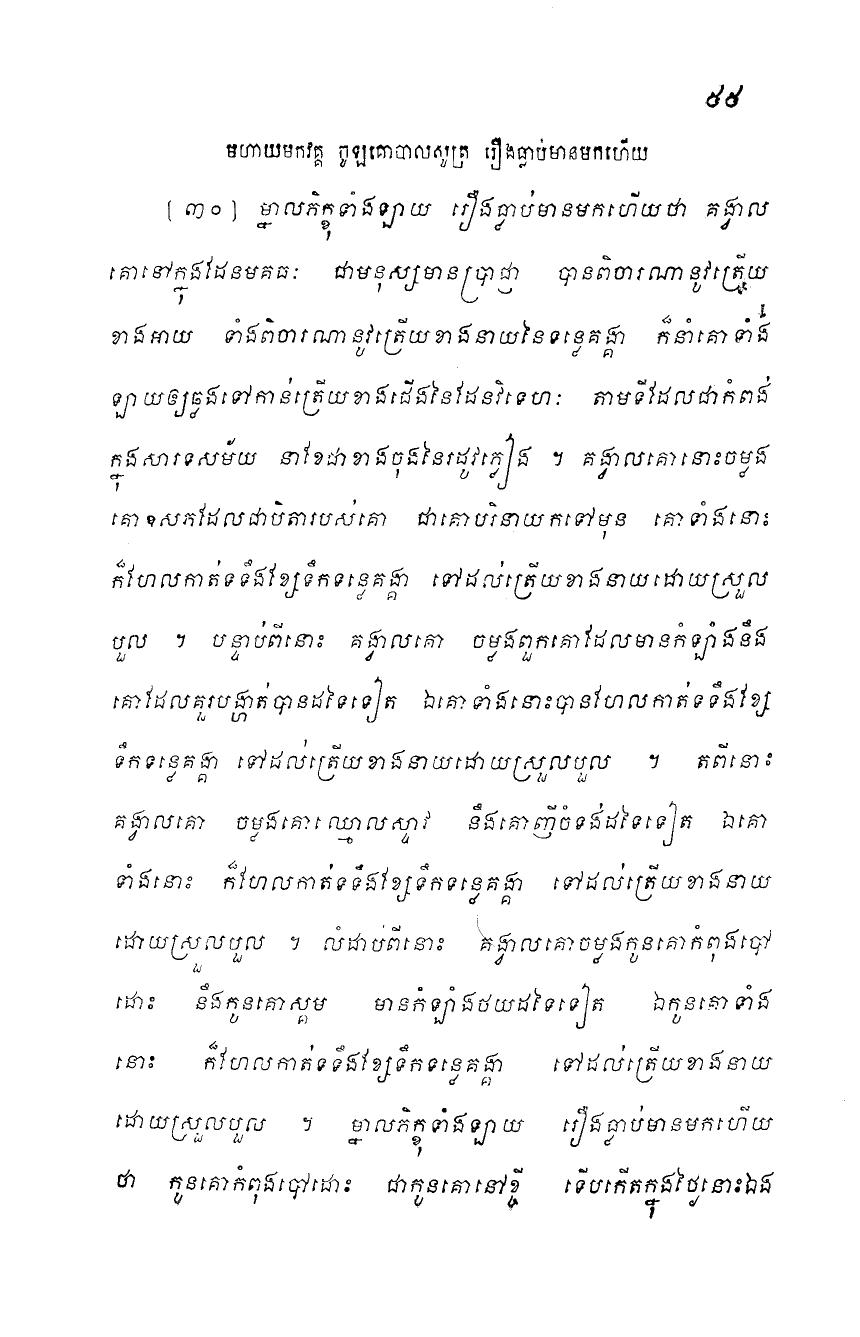 ៥៥
មហាយមកវគ្គ កូឡគោបាលសូត្រ រឿងធ្លាប់មានមកហើយ
[ ៣០ ] ម្នាលភិក្ខុទាំងឡាយ រឿងធ្លាប់មានមកហើយថា គង្វាល
គោនៅក្នុងដែនមគធៈ ជាមនុស្សមានប្រាជ្ញា បានពិចារណានូវត្រើយ
ខាងអាយ ទាំងពិចារណានូវត្រើយខាងនាយនៃទន្លេគង្គា ក៏នាំគោទាំង
ឡាយឲ្យឆ្លងទៅកាន់ត្រើយខាងជើងនៃដែនវិទេហៈ តាមទីដែលជាកំពង់
ក្នុងសារទសម័យ នាខែជាខាងចុងនៃរដូវភ្លៀង ។ គង្វាលគោនោះចម្លង
គោឧសភដែលជាបិតារបស់គោ ជាគោបរិនាយកទៅមុន គោទាំងនោះ
ក៏ហែលកាត់ទទឹងខ្សែទឹកទន្លេគង្គា ទៅដល់ត្រើយខាងនាយដោយស្រួល
បួល ។ បន្ទាប់ពីនោះ គង្វាលគោ ចម្លងពួកគោដែលមានកំឡាំងនឹង
គោដែលគួរបង្ហាត់បានដទៃទៀត ឯគោទាំងនោះបានហែលកាត់ទទឹងខ្សែ
ទឹកទន្លេគង្គា ទៅដល់ត្រើយខាងនាយដោយស្រួលបួល ។ តពីនោះ
គង្វាលគោ ចម្លងគោឈ្មោលស្ទាវ នឹងគោញីចំទង់ដទៃទៀត ឯគោ
ទាំងនោះ ក៏ហែលកាត់ទទឹងខ្សែទឹកទន្លេគង្គា ទៅដល់ត្រើយខាងនាយ
ដោយស្រួលបួល ។ លំដាប់ពីនោះ គង្វាលគោចម្លងកូនគោកំពុងបៅ
ដោះ នឹងកូនគោស្គម មានកំឡាំងថយដទៃទៀត ឯកូនគោទាំង
នោះ ក៏ហែលកាត់ទទឹងខ្សែទឹកទន្លេគង្គា ទៅដល់ត្រើយខាងនាយ
ដោយស្រួលបួល ។ ម្នាលភិក្ខុទាំងឡាយ រឿងធ្លាប់មានមកហើយ
ថា កូនគោកំពុងបៅដោះ ជាកូនគោនៅខ្ចី ទើបកើតក្នុងថ្ងៃនោះឯង